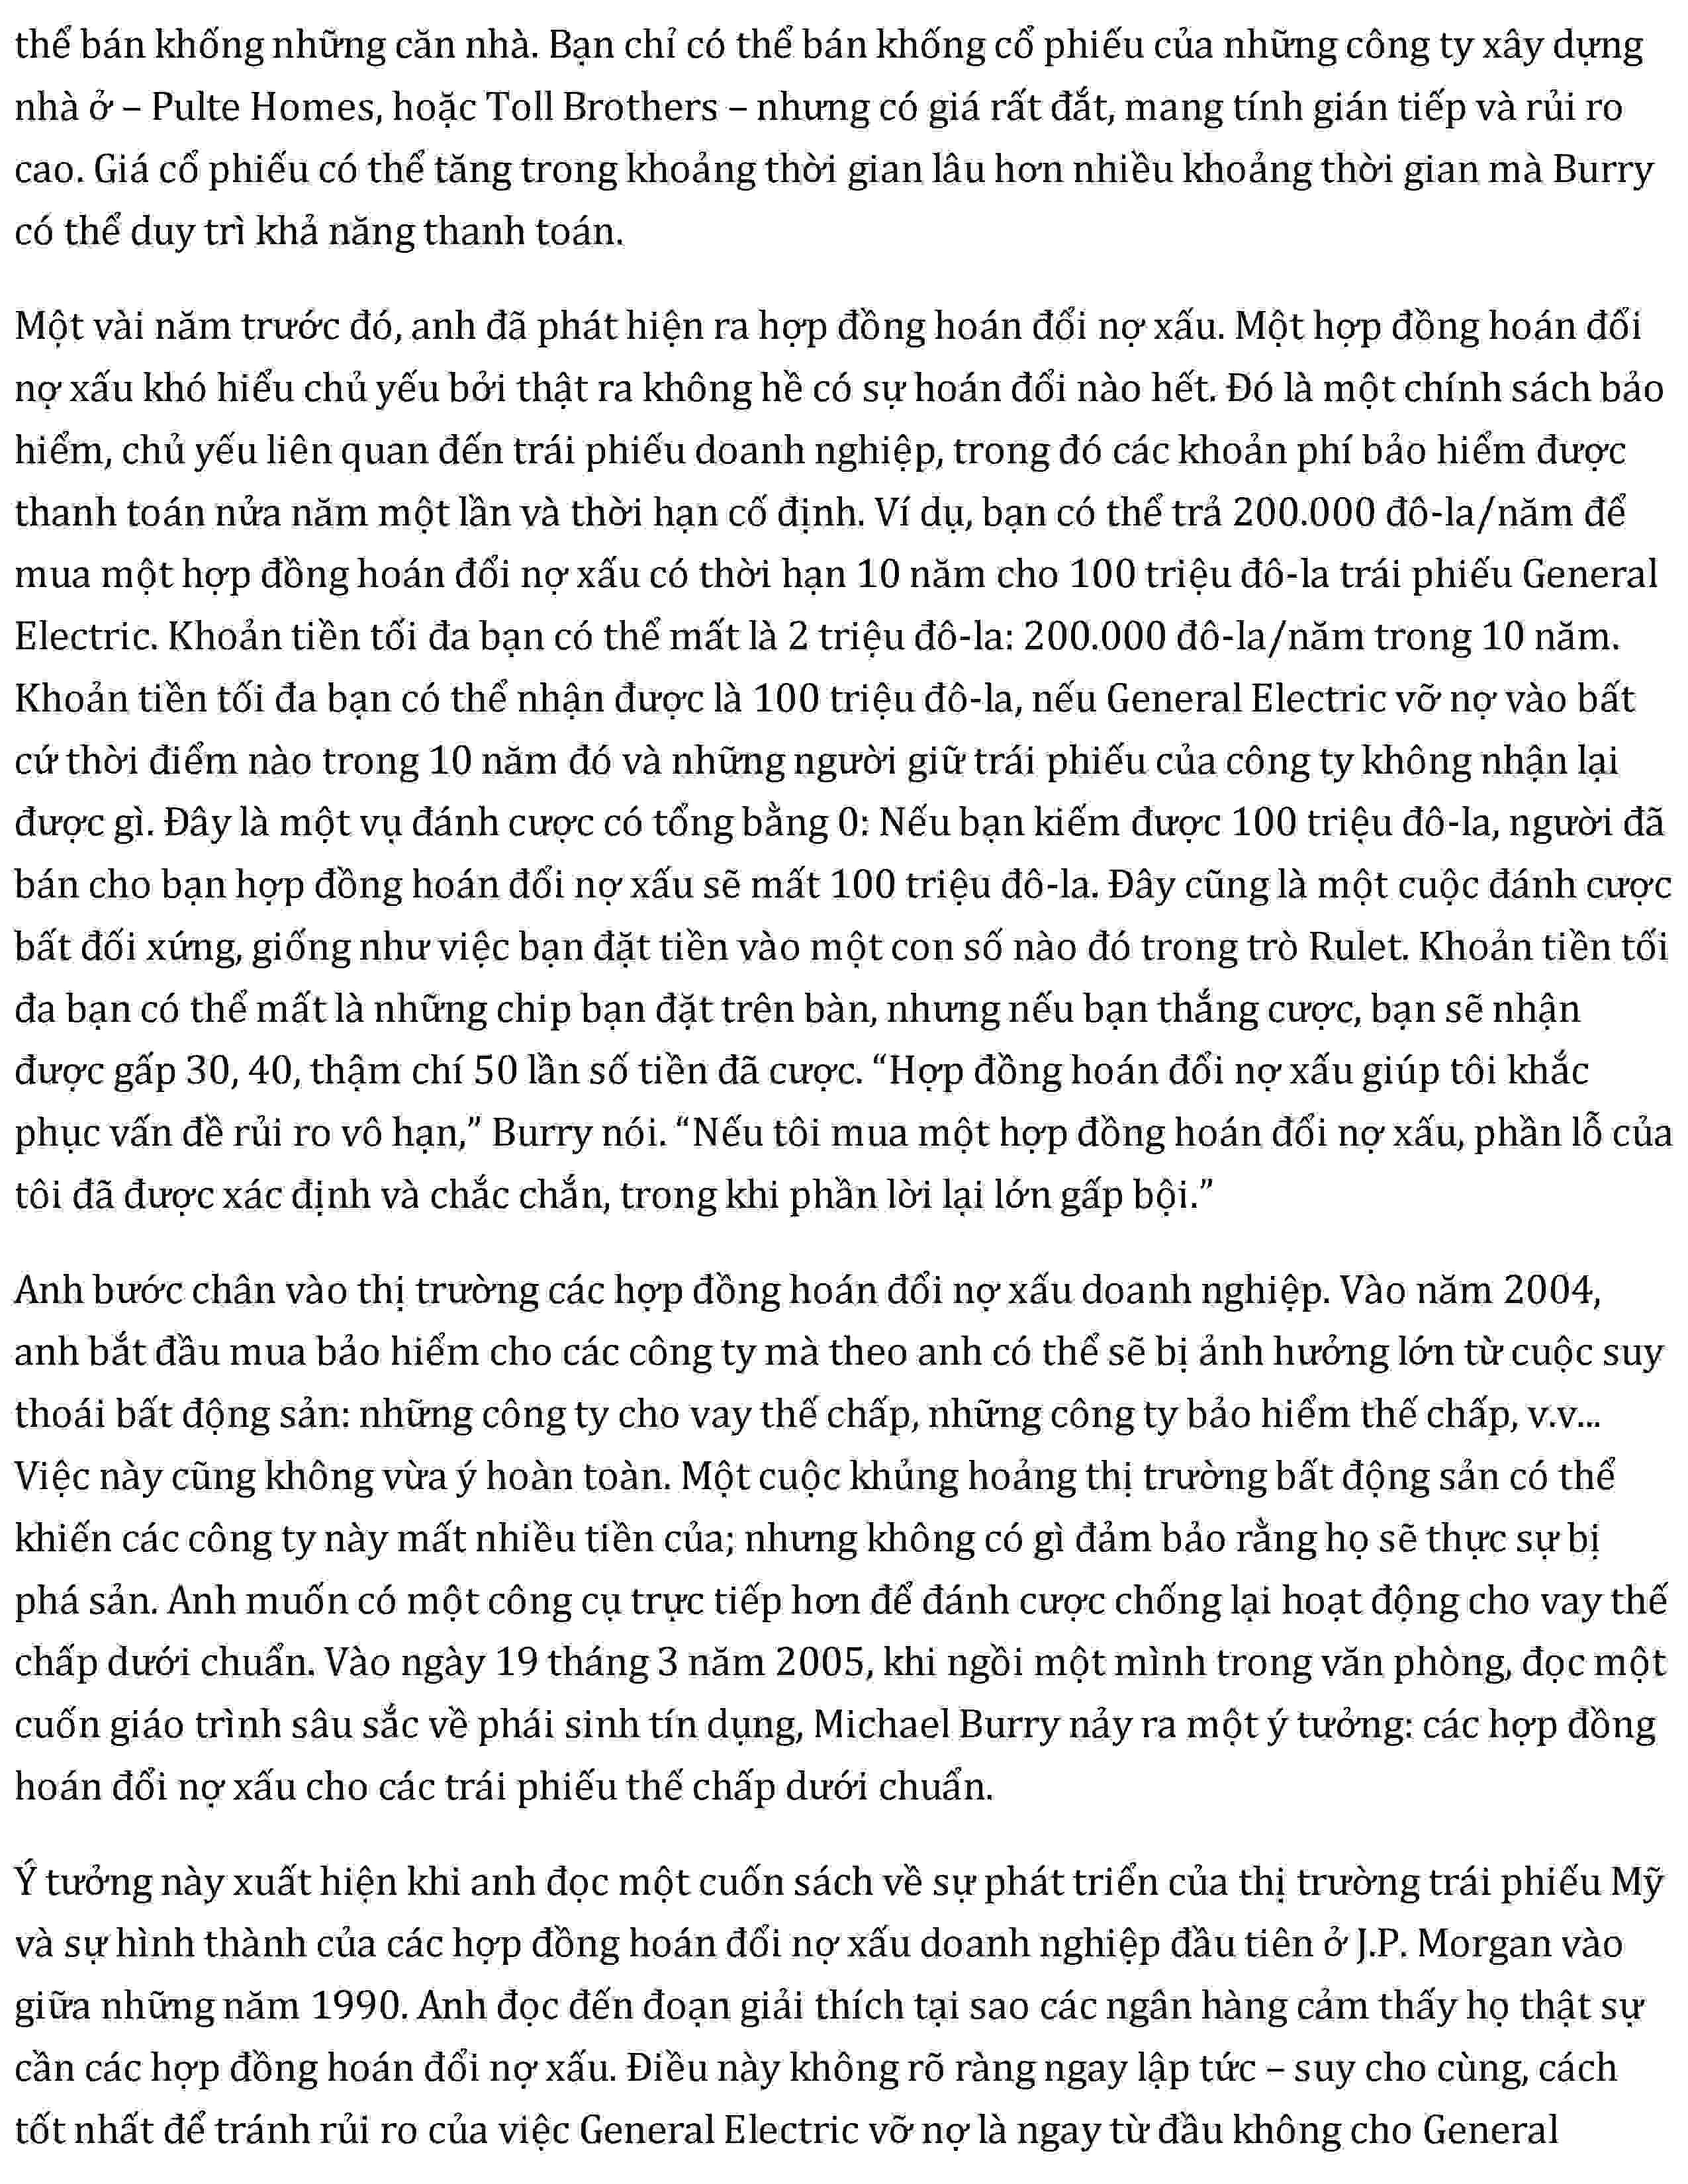 thể bán khống những căn nhà. Bạn chỉ có thể bán khống cổ phiếu của những công ty xây dựng
nhà ở – Pulte Homes, hoặc Toll Brothers – nhưng có giá rất đắt, mang tính gián tiếp và rủi ro
cao. Giá cổ phiếu có thể tăng trong khoảng thời gian lâu hơn nhiều khoảng thời gian mà Burry
có thể duy trì khả năng thanh toán.
Một vài năm trước đó, anh đã phát hiện ra hợp đồng hoán đổi nợ xấu. Một hợp đồng hoán đổi
nợ xấu khó hiểu chủ yếu bởi thật ra không hề có sự hoán đổi nào hết. Đó là một chính sách bảo
hiểm, chủ yếu liên quan đến trái phiếu doanh nghiệp, trong đó các khoản phí bảo hiểm được
thanh toán nửa năm một lần và thời hạn cố định. Ví dụ, bạn có thể trả 200.000 đô-la/năm để
mua một hợp đồng hoán đổi nợ xấu có thời hạn 10 năm cho 100 triệu đô-la trái phiếu General
Electric. Khoản tiền tối đa bạn có thể mất là 2 triệu đô-la: 200.000 đô-la/năm trong 10 năm.
Khoản tiền tối đa bạn có thể nhận được là 100 triệu đô-la, nếu General Electric vỡ nợ vào bất
cứ thời điểm nào trong 10 năm đó và những người giữ trái phiếu của công ty không nhận lại
được gì. Đây là một vụ đánh cược có tổng bằng 0: Nếu bạn kiếm được 100 triệu đô-la, người đã
bán cho bạn hợp đồng hoán đổi nợ xấu sẽ mất 100 triệu đô-la. Đây cũng là một cuộc đánh cược
bất đối xứng, giống như việc bạn đặt tiền vào một con số nào đó trong trò Rulet. Khoản tiền tối
đa bạn có thể mất là những chip bạn đặt trên bàn, nhưng nếu bạn thắng cược, bạn sẽ nhận
được gấp 30, 40, thậm chí 50 lần số tiền đã cược. “Hợp đồng hoán đổi nợ xấu giúp tôi khắc
phục vấn đề rủi ro vô hạn,” Burry nói. “Nếu tôi mua một hợp đồng hoán đổi nợ xấu, phần lỗ của
tôi đã được xác định và chắc chắn, trong khi phần lời lại lớn gấp bội.”
Anh bước chân vào thị trường các hợp đồng hoán đổi nợ xấu doanh nghiệp. Vào năm 2004,
anh bắt đầu mua bảo hiểm cho các công ty mà theo anh có thể sẽ bị ảnh hưởng lớn từ cuộc suy
thoái bất động sản: những công ty cho vay thế chấp, những công ty bảo hiểm thế chấp, v.v...
Việc này cũng không vừa ý hoàn toàn. Một cuộc khủng hoảng thị trường bất động sản có thể
khiến các công ty này mất nhiều tiền của; nhưng không có gì đảm bảo rằng họ sẽ thực sự bị
phá sản. Anh muốn có một công cụ trực tiếp hơn để đánh cược chống lại hoạt động cho vay thế
chấp dưới chuẩn. Vào ngày 19 tháng 3 năm 2005, khi ngồi một mình trong văn phòng, đọc một
cuốn giáo trình sâu sắc về phái sinh tín dụng, Michael Burry nảy ra một ý tưởng: các hợp đồng
hoán đổi nợ xấu cho các trái phiếu thế chấp dưới chuẩn.
Ý tưởng này xuất hiện khi anh đọc một cuốn sách về sự phát triển của thị trường trái phiếu Mỹ
và sự hình thành của các hợp đồng hoán đổi nợ xấu doanh nghiệp đầu tiên ở J.P. Morgan vào
giữa những năm 1990. Anh đọc đến đoạn giải thích tại sao các ngân hàng cảm thấy họ thật sự
cần các hợp đồng hoán đổi nợ xấu. Điều này không rõ ràng ngay lập tức – suy cho cùng, cách
tốt nhất để tránh rủi ro của việc General Electric vỡ nợ là ngay từ đầu không cho General